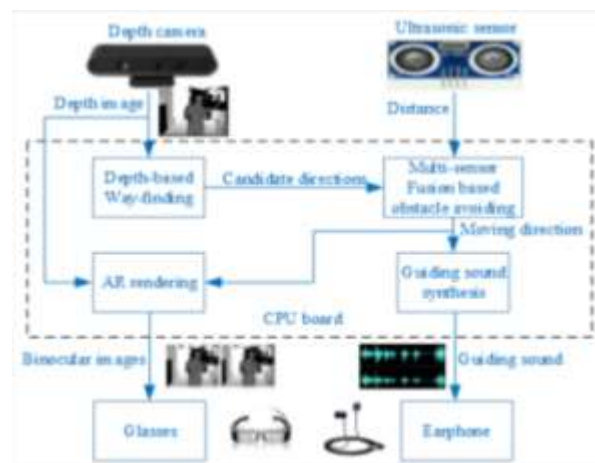 Depth camera
Ultrasonic sensor
Depth image
Distance
Depth-based
Way-finding
Candidate directions
Multi-sensor
Fusion based
obstacle avoiding
Moving direction
AR rendering
Guiding sound
synthesis
CPU board
Binocular images
Guiding sound
Glasses
Earphone